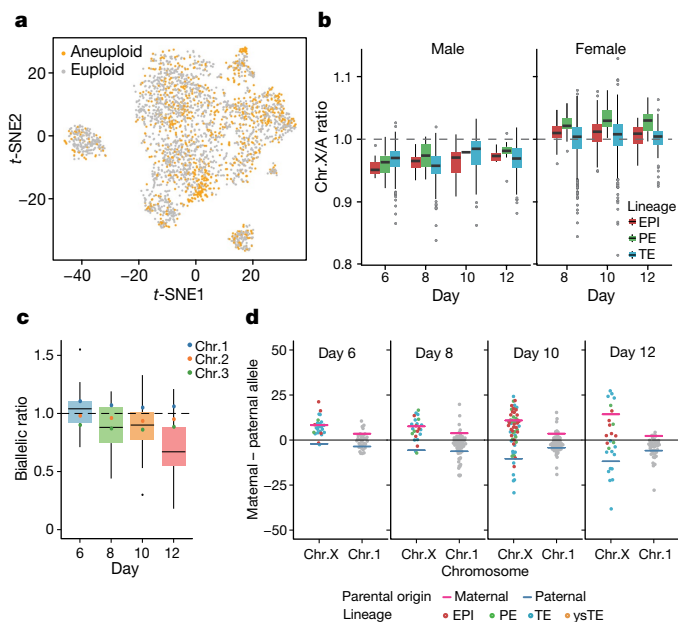 a
Aneuploid
Euploid
t-SNE2
20
0
−20
−40
−20
0
20
t-SNE1
b
Male
Female
Chr.X/A ratio
1.1
1.0
0.9
0.8
Lineage
EPI
PE
TE
6
8
10
12
8
10
12
Day
Day
c
Chr.1
Chr.2
Chr.3
Biallelic ratio
1.5
1.0
0.5
0
6
8
10
12
Day
d
Day 6
Day 8
Day 10
Day 12
Maternal − paternal allele
50
25
0
−25
−50
Chr.X
Chr.1
Chr.X
Chr.1
Chr.X
Chr.1
Chr.X
Chr.1
Chromosome
Parental origin
Maternal
Paternal
Lineage
EPI
PE
TE
ysTE